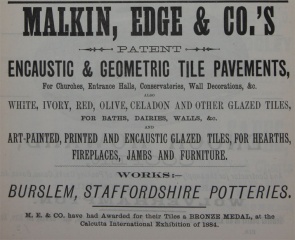 MALKIN, EDGE & CO.'S
PATENT
ENCAUSTIC & GEOMETRIC TILE PAVEMENTS,
For Churches, Entrance Halls, Conservatories, Wall Decorations, &c.
ALSO
WHITE, IVORY, RED, OLIVE, CELADON AND OTHER GLAZED TILES,
FOR BATHS, DAIRIES, WALLS, &c.
AND
ART-PAINTED, PRINTED AND ENCAUSTIC GLAZED TILES, FOR HEARTHS,
FIREPLACES, JAMBS AND FURNITURE.
WORKS:—
BURSLEM, STAFFORDSHIRE POTTERIES.
M. E. & CO. have had Awarded for their Tiles a BRONZE MEDAL, at the
Calcutta International Exhibition of 1884.